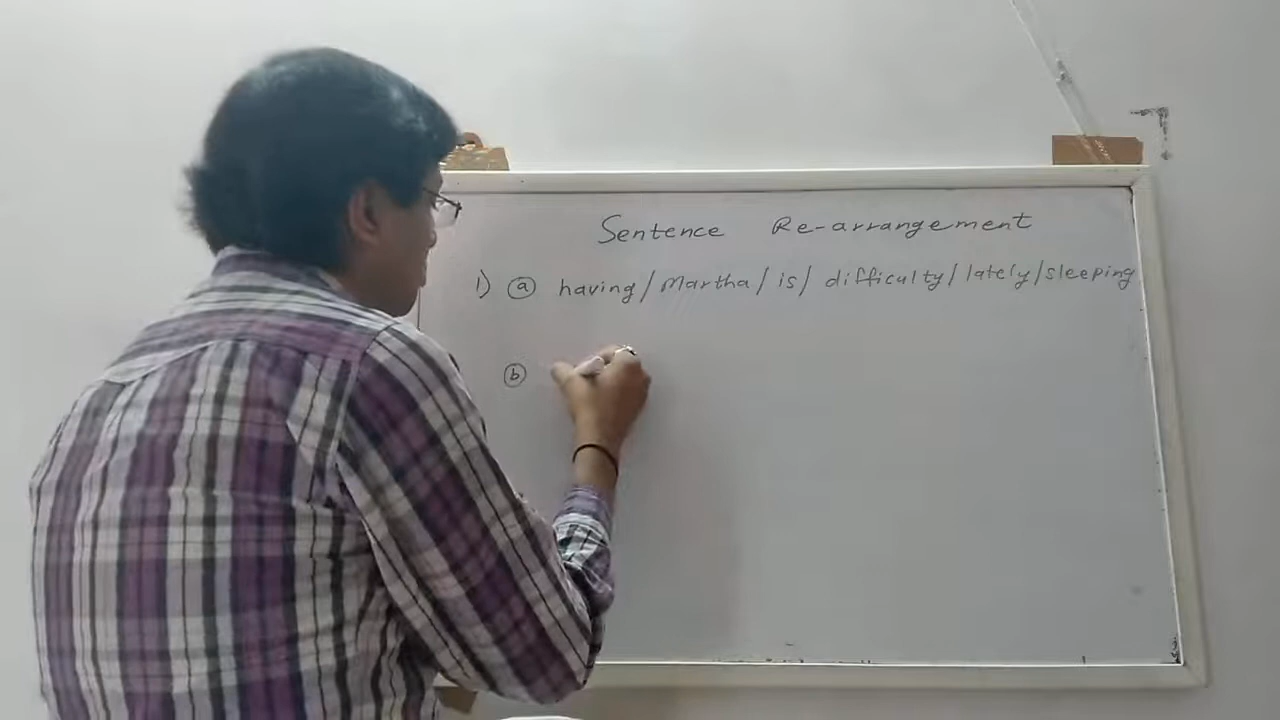 Sentence Re-arrangement
1) (a) having / Martha / is / difficulty / lately / sleeping
(b)